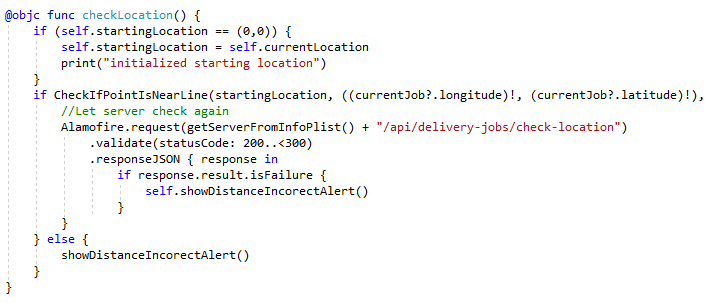 @objc func checkLocation() {
    if (self.startingLocation == (0,0)) {
        self.startingLocation = self.currentLocation
        print("initialized starting location")
    }
    if CheckIfPointIsNearLine(startingLocation, ((currentJob?.longitude)!, (currentJob?.latitude)!),
        //Let server check again
        Alamofire.request(getServerFromInfoPlist() + "/api/delivery-jobs/check-location")
            .validate(statusCode: 200..<300)
            .responseJSON { response in
                if response.result.isFailure {
                    self.showDistanceIncorectAlert()
                }
        }
    } else {
        showDistanceIncorectAlert()
    }
}